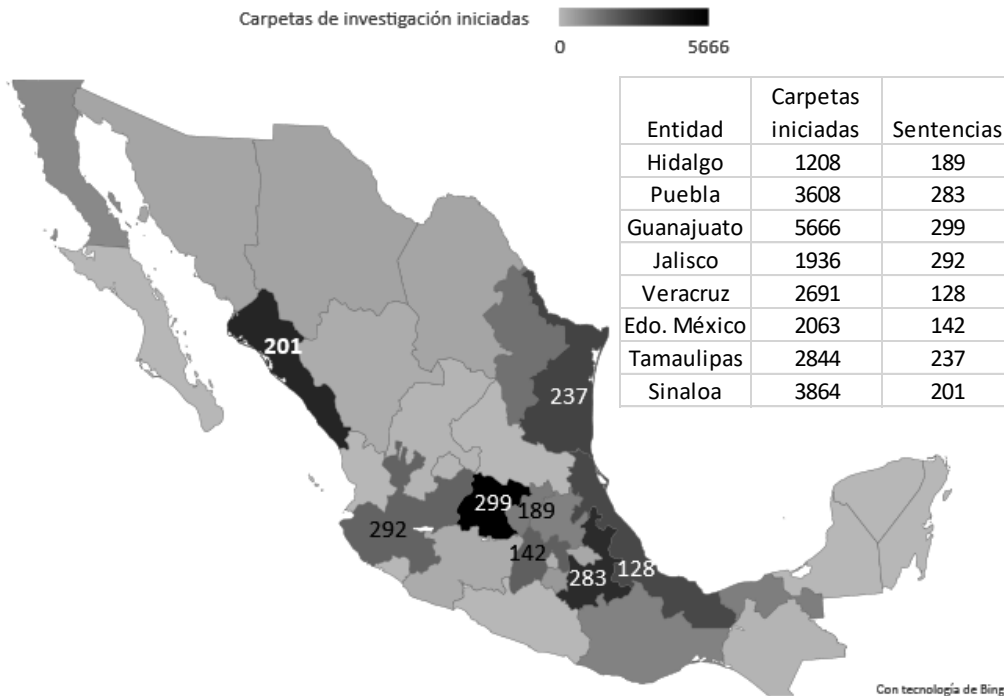 Carpetas de investigación iniciadas
0 5666
Carpetas
Entidad iniciadas Sentencias
Hidalgo 1208 189
Puebla 3608 283
Guanajuato 5666 299
Jalisco 1936 292
Veracruz 2691 128
Edo. México 2063 142
Tamaulipas 2844 237
Sinaloa 3864 201
201
237
299
189
292
142
283
128
Con tecnología de Bing